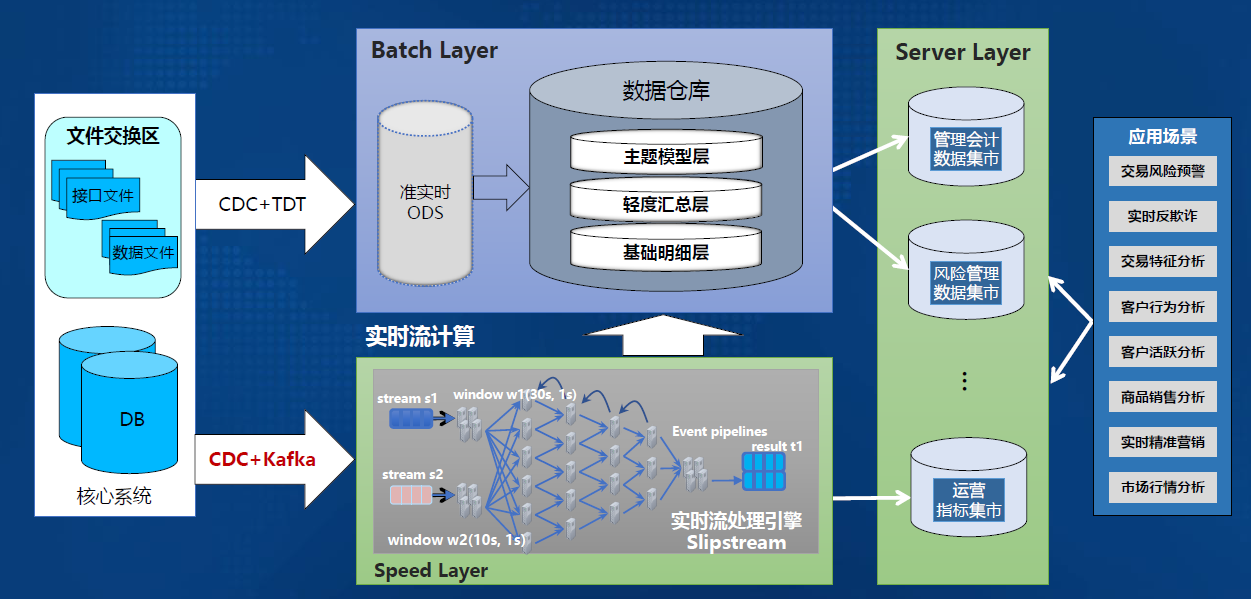 文件交换区
接口文件
数据文件
DB
核心系统
CDC+TDT
CDC+Kafka
Batch Layer
准实时
ODS
数据仓库
主题模型层
轻度汇总层
基础明细层
实时流计算
stream s1
window w1(30s, 1s)
stream s2
window w2(10s, 1s)
Event pipelines
result t1
实时流处理引擎
Slipstream
Speed Layer
Server Layer
管理会计
数据集市
风险管理
数据集市
⋮
运营
指标集市
应用场景
交易风险预警
实时反欺诈
交易特征分析
客户行为分析
客户活跃分析
商品销售分析
实时精准营销
市场行情分析